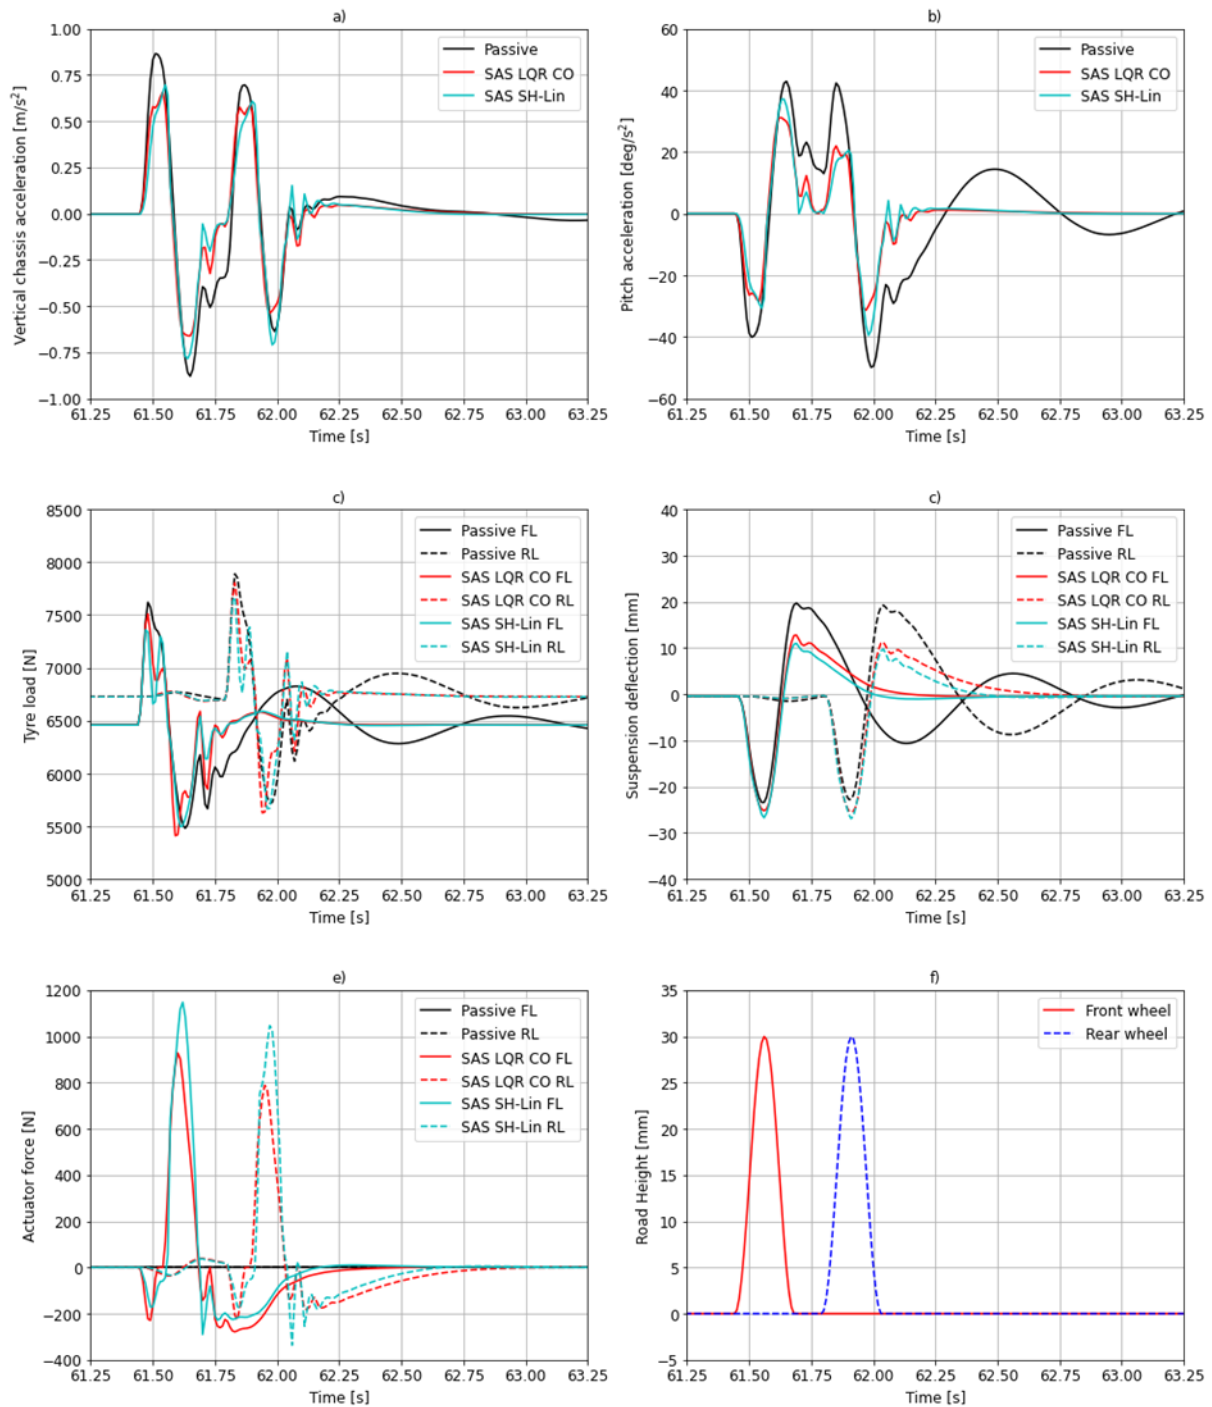 a)
Vertical chassis acceleration [m/s²]
1.00
0.75
0.50
0.25
0.00
−0.25
−0.50
−0.75
−1.00
Passive
SAS LQR CO
SAS SH-Lin
61.25 61.50 61.75 62.00 62.25 62.50 62.75 63.00 63.25
Time [s]
b)
Pitch acceleration [deg/s²]
60
40
20
0
−20
−40
−60
Passive
SAS LQR CO
SAS SH-Lin
61.25 61.50 61.75 62.00 62.25 62.50 62.75 63.00 63.25
Time [s]
c)
Tyre load [N]
8500
8000
7500
7000
6500
6000
5500
5000
Passive FL
Passive RL
SAS LQR CO FL
SAS LQR CO RL
SAS SH-Lin FL
SAS SH-Lin RL
61.25 61.50 61.75 62.00 62.25 62.50 62.75 63.00 63.25
Time [s]
c)
Suspension deflection [mm]
40
30
20
10
0
−10
−20
−30
−40
Passive FL
Passive RL
SAS LQR CO FL
SAS LQR CO RL
SAS SH-Lin FL
SAS SH-Lin RL
61.25 61.50 61.75 62.00 62.25 62.50 62.75 63.00 63.25
Time [s]
e)
Actuator force [N]
1200
1000
800
600
400
200
0
−200
−400
Passive FL
Passive RL
SAS LQR CO FL
SAS LQR CO RL
SAS SH-Lin FL
SAS SH-Lin RL
61.25 61.50 61.75 62.00 62.25 62.50 62.75 63.00 63.25
Time [s]
f)
Road Height [mm]
35
30
25
20
15
10
5
0
−5
Front wheel
Rear wheel
61.25 61.50 61.75 62.00 62.25 62.50 62.75 63.00 63.25
Time [s]